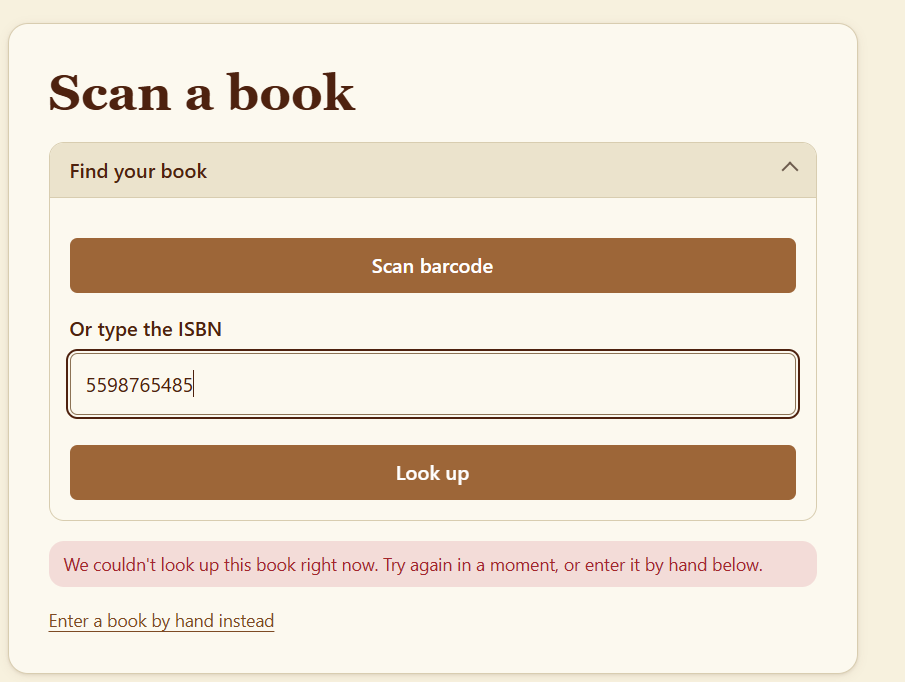 Scan a book
Find your book
Scan barcode
Or type the ISBN
5598765485
Look up
We couldn't look up this book right now. Try again in a moment, or enter it by hand below.
Enter a book by hand instead